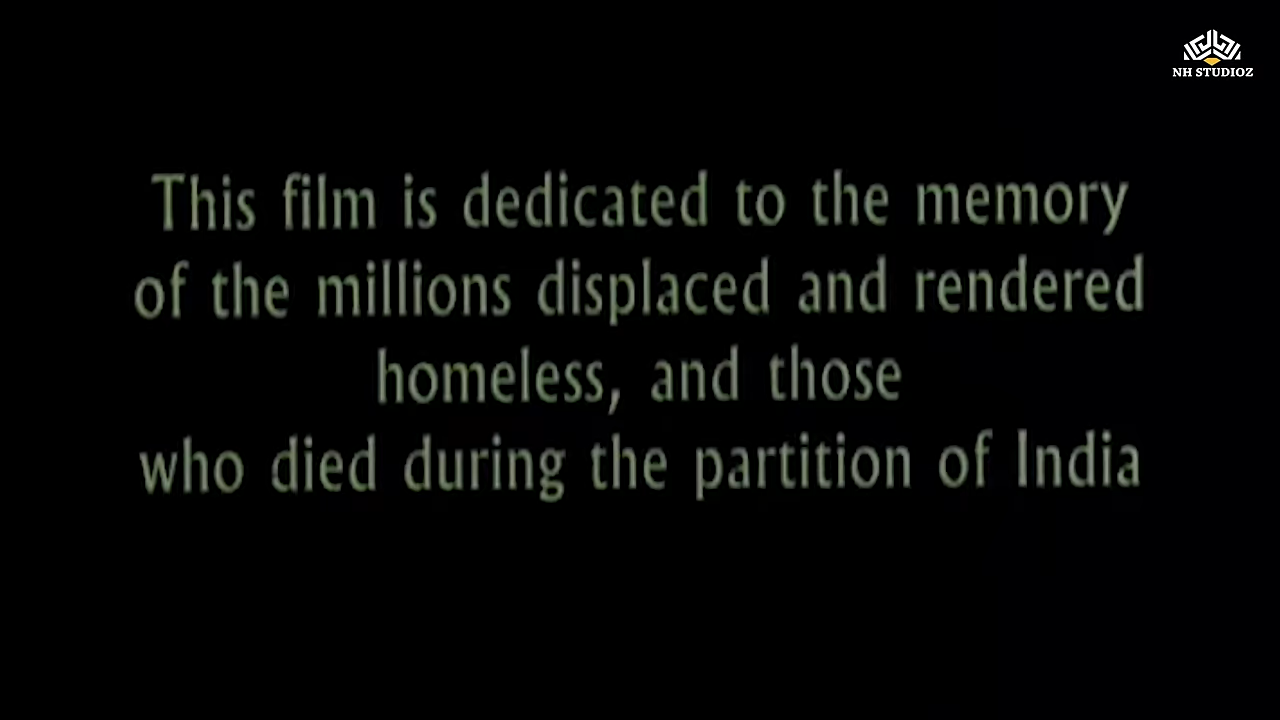 NH STUDIOZ
This film is dedicated to the memory
of the millions displaced and rendered
homeless, and those
who died during the partition of India